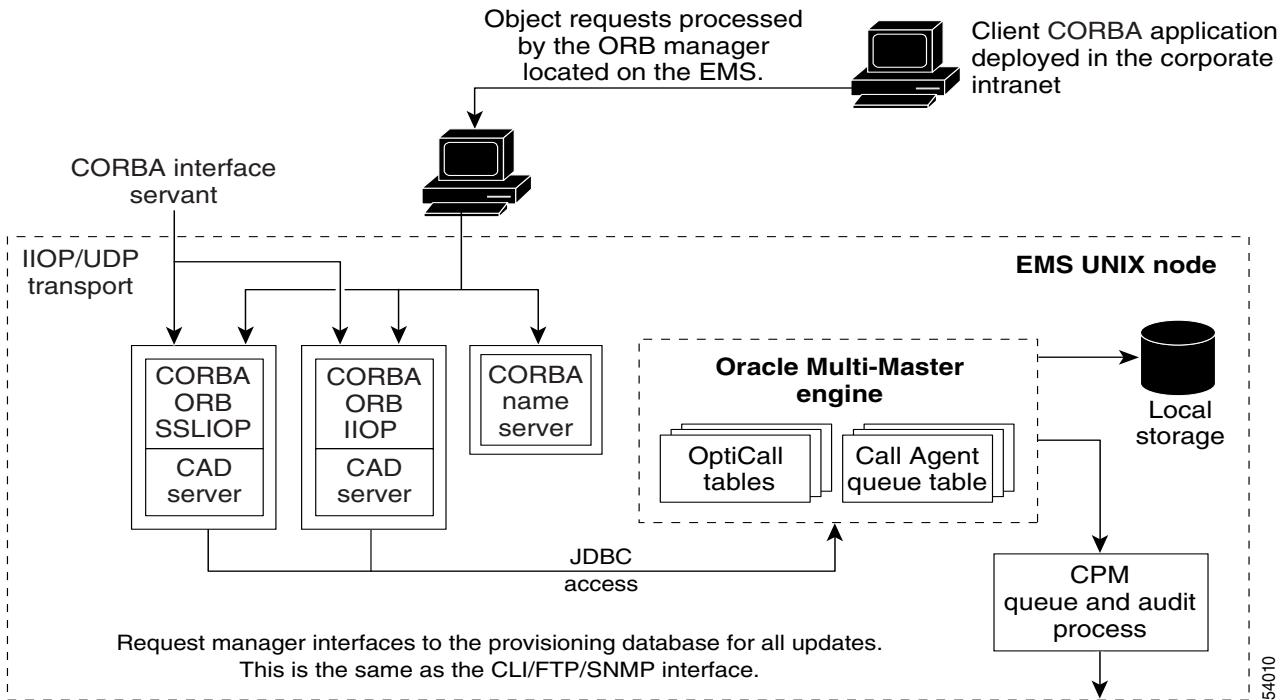 Object requests processed
by the ORB manager
located on the EMS.
Client CORBA application
deployed in the corporate
intranet
CORBA interface
servant
IIOP/UDP
transport
EMS UNIX node
CORBA
ORB
SSLIOP
CAD
server
CORBA
ORB
IIOP
CAD
server
CORBA
name
server
Oracle Multi-Master
engine
OptiCall
tables
Call Agent
queue table
Local
storage
JDBC
access
CPM
queue and audit
process
Request manager interfaces to the provisioning database for all updates.
This is the same as the CLI/FTP/SNMP interface.
54010